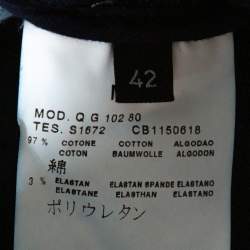 42
MOD. Q G 102 80
TES. S1672 CB1150618
97 % COTONE COTTON ALGODAO
COTON BAUMWOLLE ALGODON
綿
3 % ELASTAN ELASTAN SPANDE ELASTANO
ELASTANE ELASTHAN ELASTANO
ポリウレタン